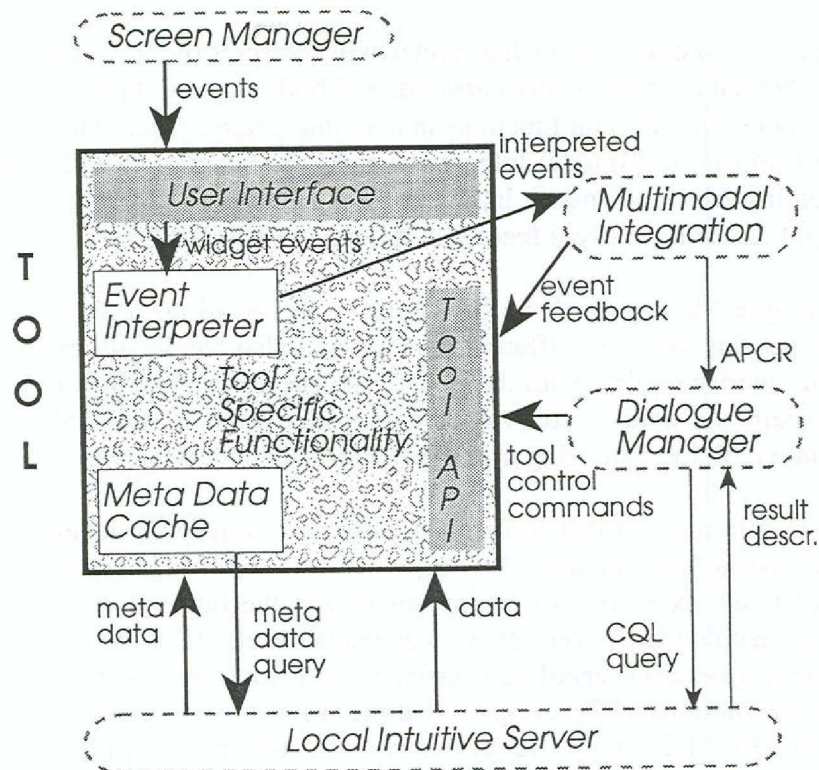 Screen Manager
events
interpreted
events
User Interface
widget events
Multimodal
Integration
Event
Interpreter
event
feedback
APCR
TOOL
Tool
Specific
Functionality
Tool API
Dialogue
Manager
tool
control
commands
result
descr.
Meta Data
Cache
meta
data
meta
data
query
data
CQL
query
Local Intuitive Server